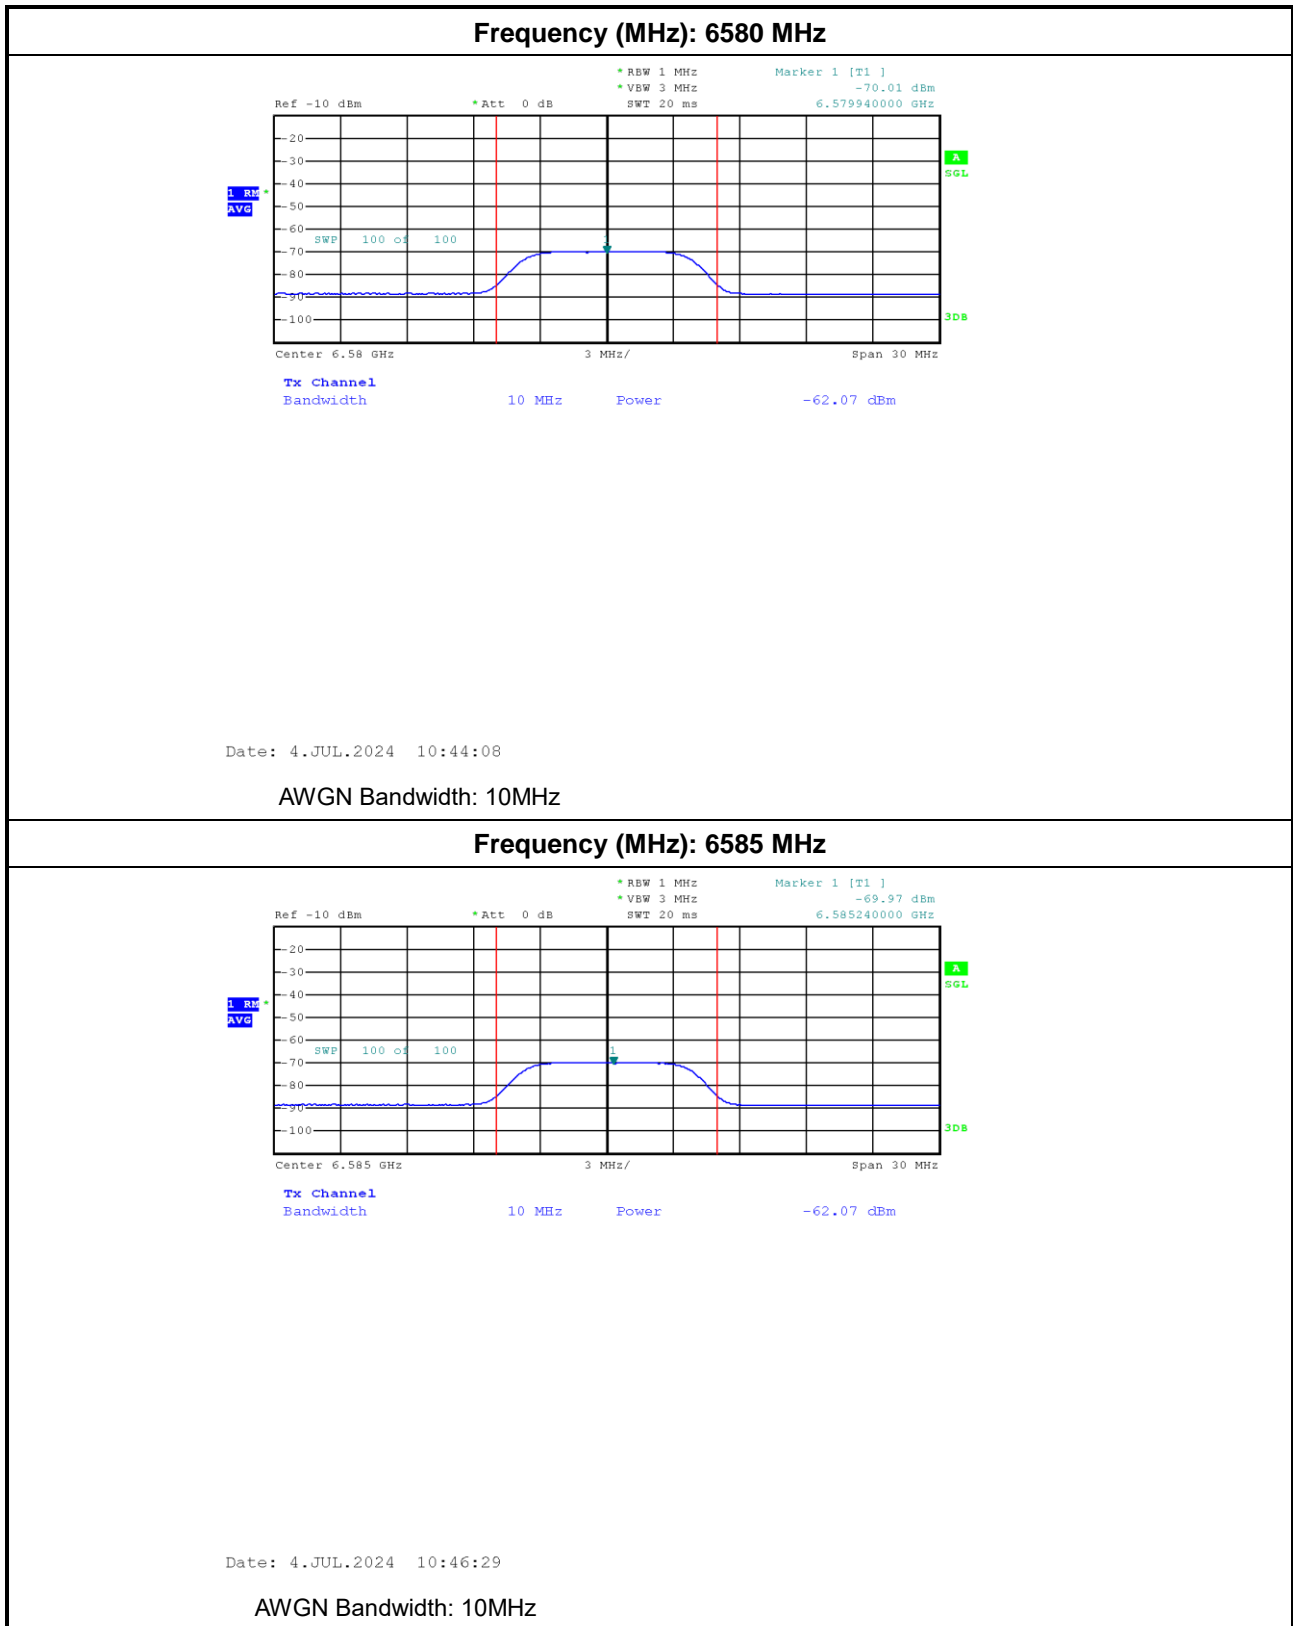 Frequency (MHz): 6580 MHz
*RBW 1 MHz Marker 1 [T1 ]
*VBW 3 MHz -70.01 dBm
Ref -10 dBm *Att 0 dB SWT 20 ms 6.579940000 GHz
-20
A
-30
SGL
-40
1 RM *
AVG
-50
-60
SWP 100 of 100 1
-70
-80
-90
-100
3DB
Center 6.58 GHz 3 MHz/ Span 30 MHz
Tx Channel
Bandwidth 10 MHz Power -62.07 dBm
Date: 4.JUL.2024 10:44:08
AWGN Bandwidth: 10MHz
Frequency (MHz): 6585 MHz
*RBW 1 MHz Marker 1 [T1 ]
*VBW 3 MHz -69.97 dBm
Ref -10 dBm *Att 0 dB SWT 20 ms 6.585240000 GHz
-20
A
-30
SGL
-40
1 RM *
AVG
-50
-60
SWP 100 of 100 1
-70
-80
-90
-100
3DB
Center 6.585 GHz 3 MHz/ Span 30 MHz
Tx Channel
Bandwidth 10 MHz Power -62.07 dBm
Date: 4.JUL.2024 10:46:29
AWGN Bandwidth: 10MHz